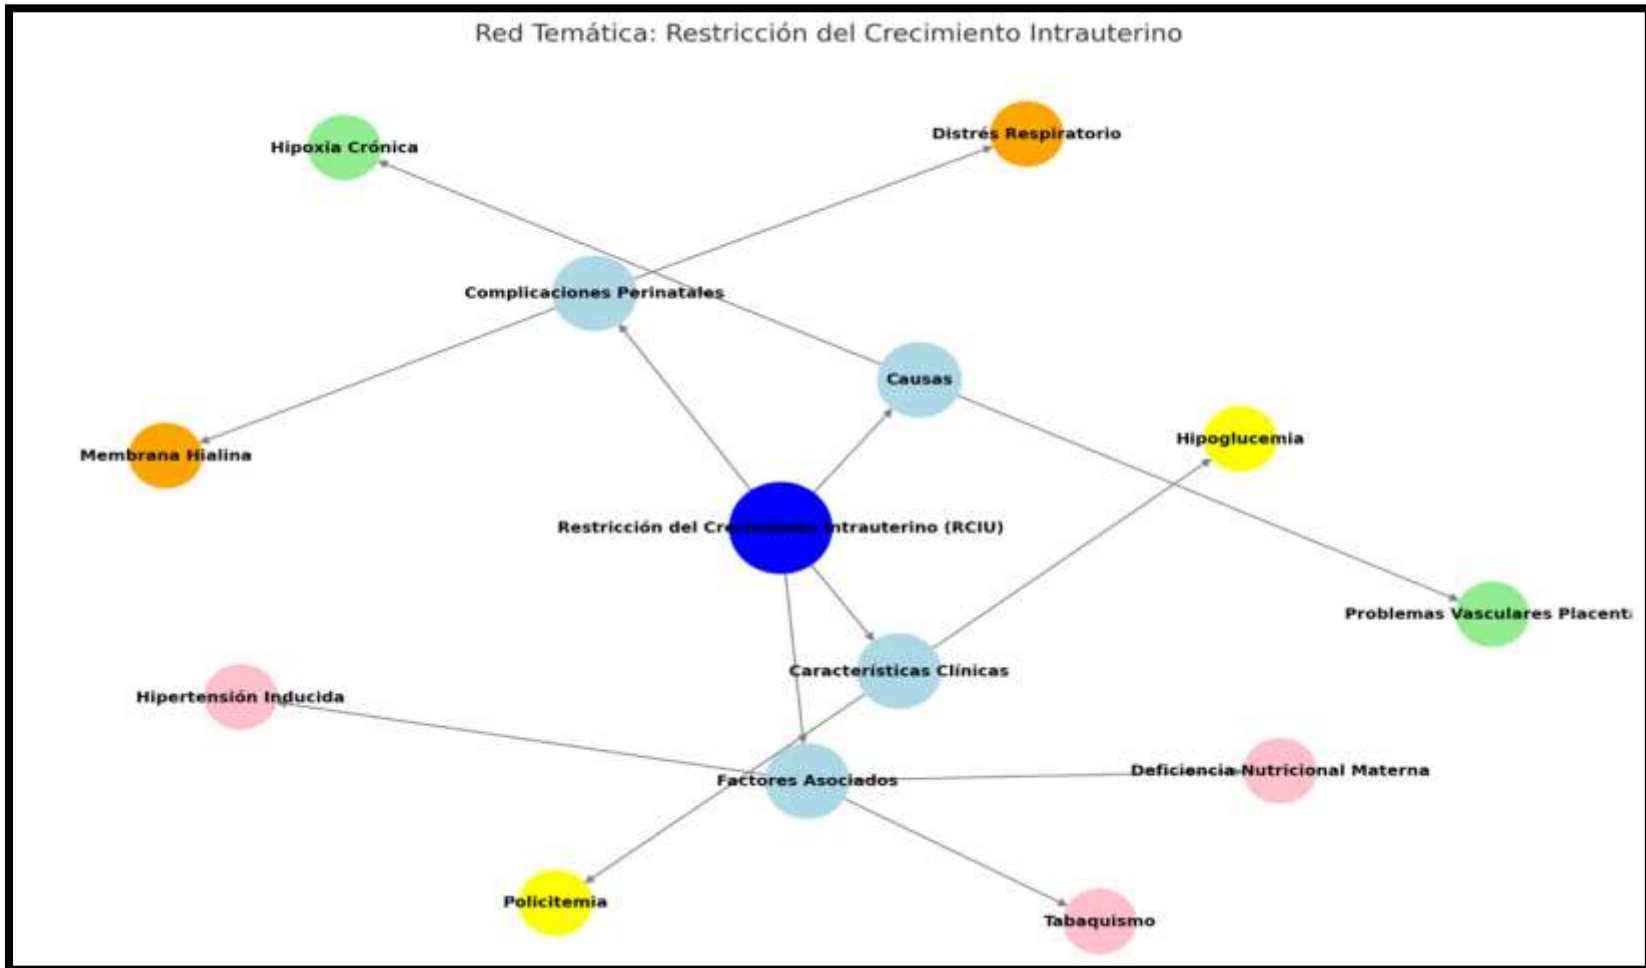 Red Temática: Restricción del Crecimiento Intrauterino
Distrés Respiratorio
Hipoxia Crónica
Complicaciones Perinatales
Causas
Hipoglucemia
Membrana Hialina
Restricción del Crecimiento Intrauterino (RCIU)
Problemas Vasculares
Características Clínicas
Hipertensión Inducida
Deficiencia Nutricional Materna
Factores Asociados
Policitemia
Tabaquismo